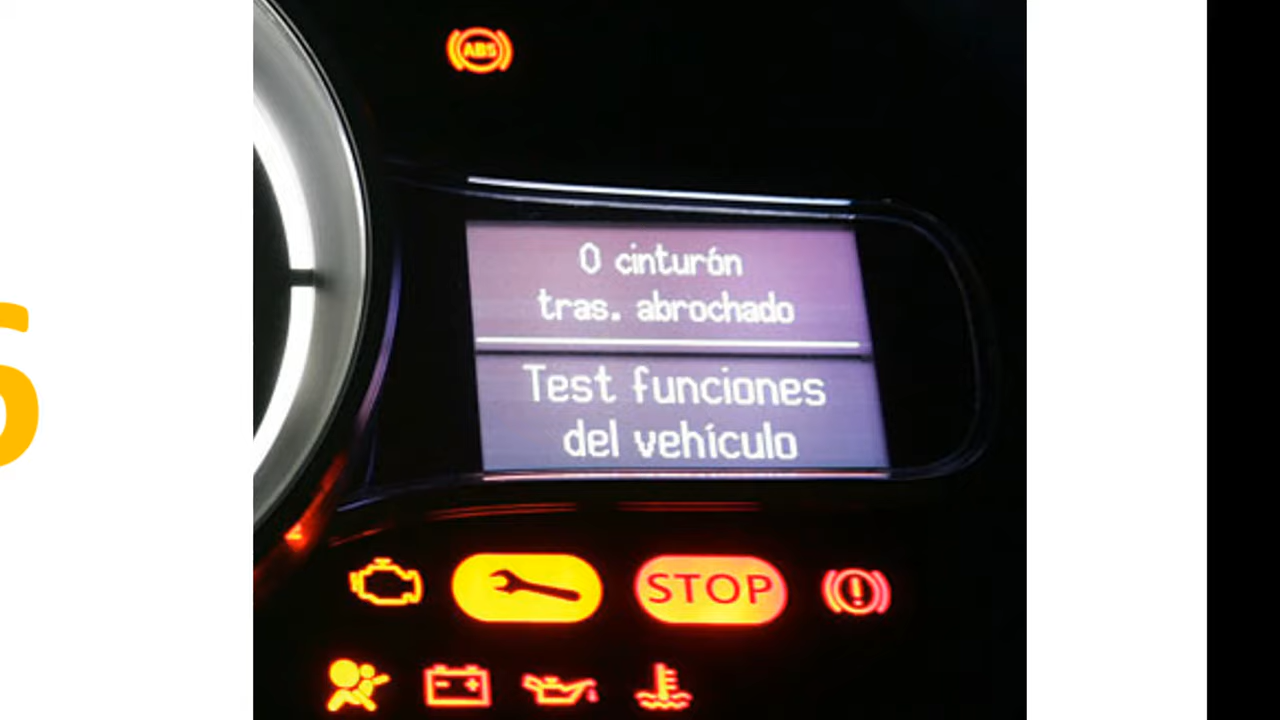 ABS
0 cinturón
tras. abrochado
Test funciones
del vehículo
STOP